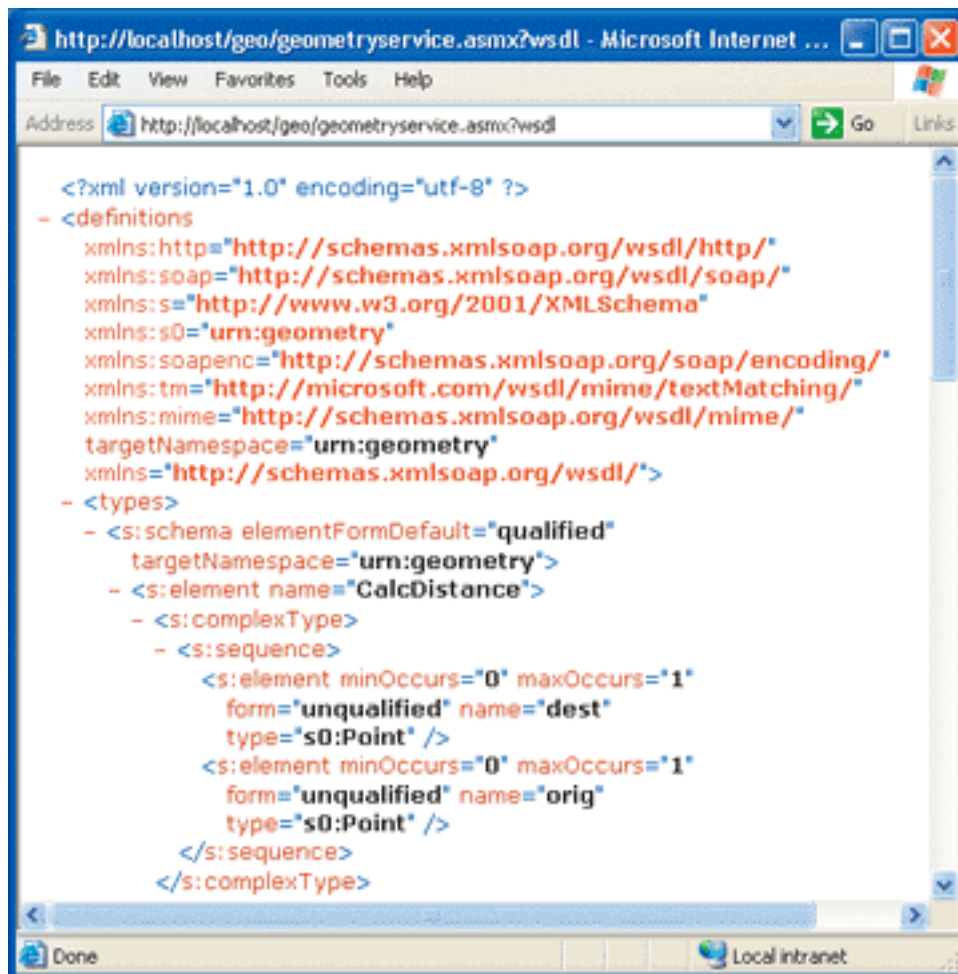 http://localhost/geo/geometryservice.asmx?wsdl - Microsoft Internet ...
File Edit View Favorites Tools Help
Address http://localhost/geo/geometryservice.asmx?wsdl Go Links
<?xml version="1.0" encoding="utf-8" ?>
- <definitions
xmlns:http="http://schemas.xmlsoap.org/wsdl/http/"
xmlns:soap="http://schemas.xmlsoap.org/wsdl/soap/"
xmlns:s="http://www.w3.org/2001/XMLSchema"
xmlns:s0="urn:geometry"
xmlns:soapenc="http://schemas.xmlsoap.org/soap/encoding/"
xmlns:tm="http://microsoft.com/wsdl/mime/textMatching/"
xmlns:mime="http://schemas.xmlsoap.org/wsdl/mime/"
targetNamespace="urn:geometry"
xmlns="http://schemas.xmlsoap.org/wsdl/">
- <types>
- <s:schema elementFormDefault="qualified"
targetNamespace="urn:geometry">
- <s:element name="CalcDistance">
- <s:complexType>
- <s:sequence>
<s:element minOccurs="0" maxOccurs="1"
form="unqualified" name="dest"
type="s0:Point" />
<s:element minOccurs="0" maxOccurs="1"
form="unqualified" name="orig"
type="s0:Point" />
</s:sequence>
</s:complexType>
Done Local intranet